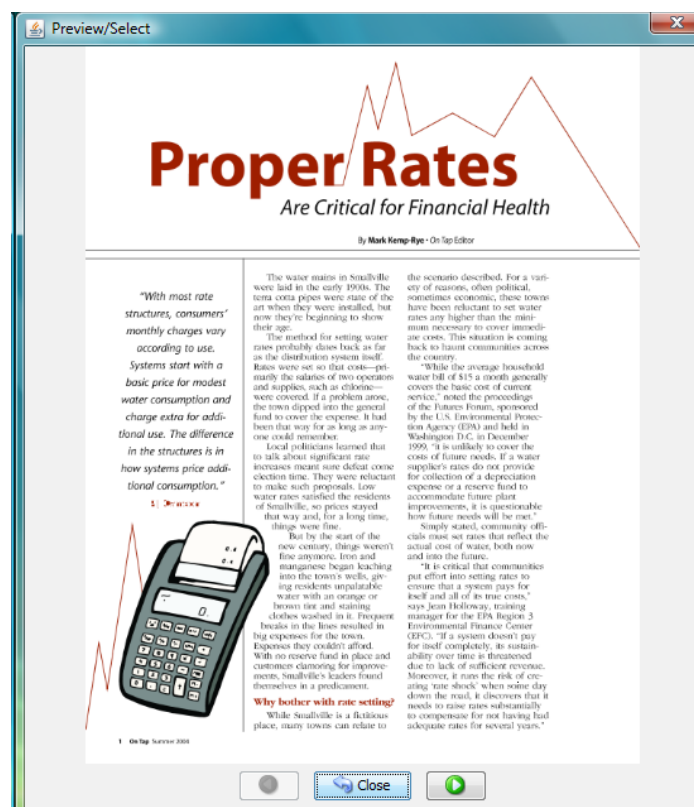 Preview/Select
Proper Rates
Are Critical for Financial Health
By Mark Kemp-Rye • On Tap Editor
"With most rate
structures, consumers'
monthly charges vary
according to use.
Systems start with a
basic price for modest
water consumption and
charge extra for addi-
tional use. The difference
in the structures is in
how systems price addi-
tional consumption."
The water mains in Smallville
were laid in the early 1900s. The
terra cotta pipes were state of the
art when they were installed, but
now they're beginning to show
their age.
The method for setting water
rates probably dates back as far
as the distribution system itself.
Rates were set so that costs—pri-
marily the salaries of two operators
and supplies, such as chlorine—
were covered. If a problem arose,
the town dipped into the general
fund to cover the expense. It had
been that way for as long as any-
one could remember.
Local politicians learned that
to talk about significant rate
increases meant sure defeat come
election time. They were reluctant
to make such proposals. Low
water rates satisfied the residents
of Smallville, so prices stayed
that way and, for a long time,
things were fine.
But by the start of the
new century, things weren't
fine anymore. Iron and
manganese began leaching
into the town's wells, giv-
ing residents unpalatable
water with an orange or
brown tint and staining
clothes washed in it. Frequent
breaks in the lines resulted in
big expenses for the town.
Expenses they couldn't afford.
With no reserve fund in place and
customers clamoring for improve-
ments, Smallville's leaders found
themselves in a predicament.
Why bother with rate setting?
While Smallville is a fictitious
place, many towns can relate to
the scenario described. For a vari-
ety of reasons, often political,
sometimes economic, these towns
have been reluctant to set water
rates any higher than the mini-
mum necessary to cover immedi-
ate costs. This situation is coming
back to haunt communities across
the country.
"While the average household
water bill of $15 a month generally
covers the basic cost of current
service," noted the proceedings
of the Futures Forum, sponsored
by the U.S. Environmental Protec-
tion Agency (EPA) and held in
Washington D.C. in December
1999, "it is unlikely to cover the
costs of future needs. If a water
supplier's rates do not provide
for collection of a depreciation
expense or a reserve fund to
accommodate future plant
improvements, it is questionable
how future needs will be met."
Simply stated, community offi-
cials must set rates that reflect the
actual cost of water, both now
and into the future.
"It is critical that communities
put effort into setting rates to
ensure that a system pays for
itself and all of its true costs,"
says Jean Holloway, training
manager for the EPA Region 3
Environmental Finance Center
(EFC). "If a system doesn't pay
for itself completely, its sustain-
ability over time is threatened
due to lack of sufficient revenue.
Moreover, it runs the risk of cre-
ating 'rate shock' when some day
down the road, it discovers that it
needs to raise rates substantially
to compensate for not having had
adequate rates for several years."
1 On Tap Summer 2004
Close